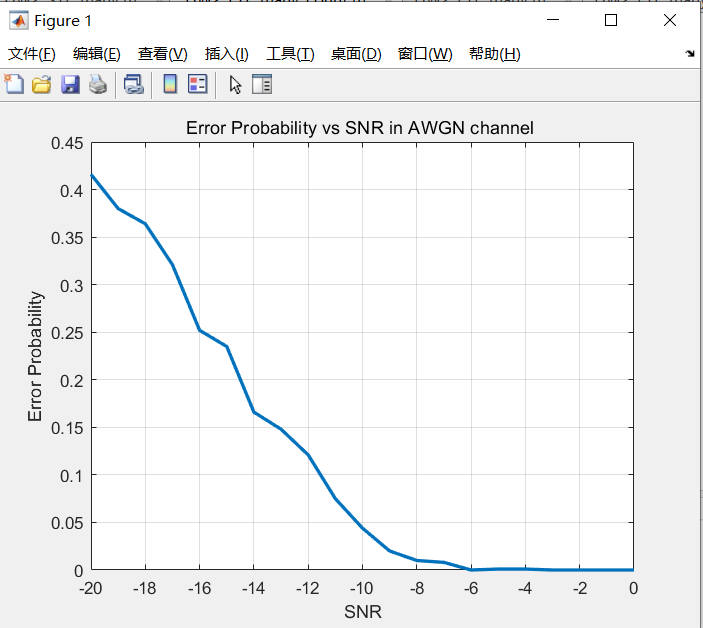 Figure 1
文件(F) 编辑(E) 查看(V) 插入(I) 工具(T) 桌面(D) 窗口(W) 帮助(H)
Error Probability vs SNR in AWGN channel
0.45
0.4
0.35
0.3
0.25
0.2
0.15
0.1
0.05
0
Error Probability
-20 -18 -16 -14 -12 -10 -8 -6 -4 -2 0
SNR